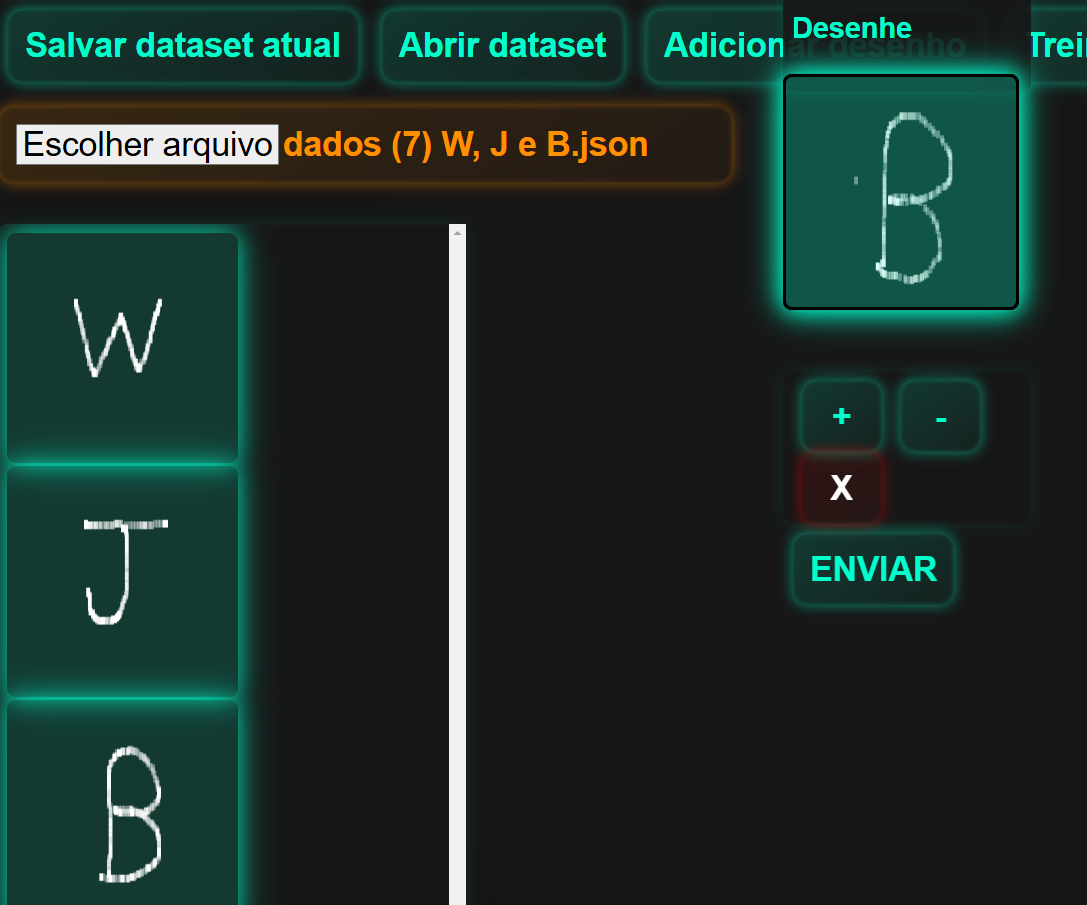 Salvar dataset atual
Abrir dataset
Adicionar desenho
Trei
Desenhe
Escolher arquivo dados (7) W, J e B.json
B
W
+
-
J
X
ENVIAR
B